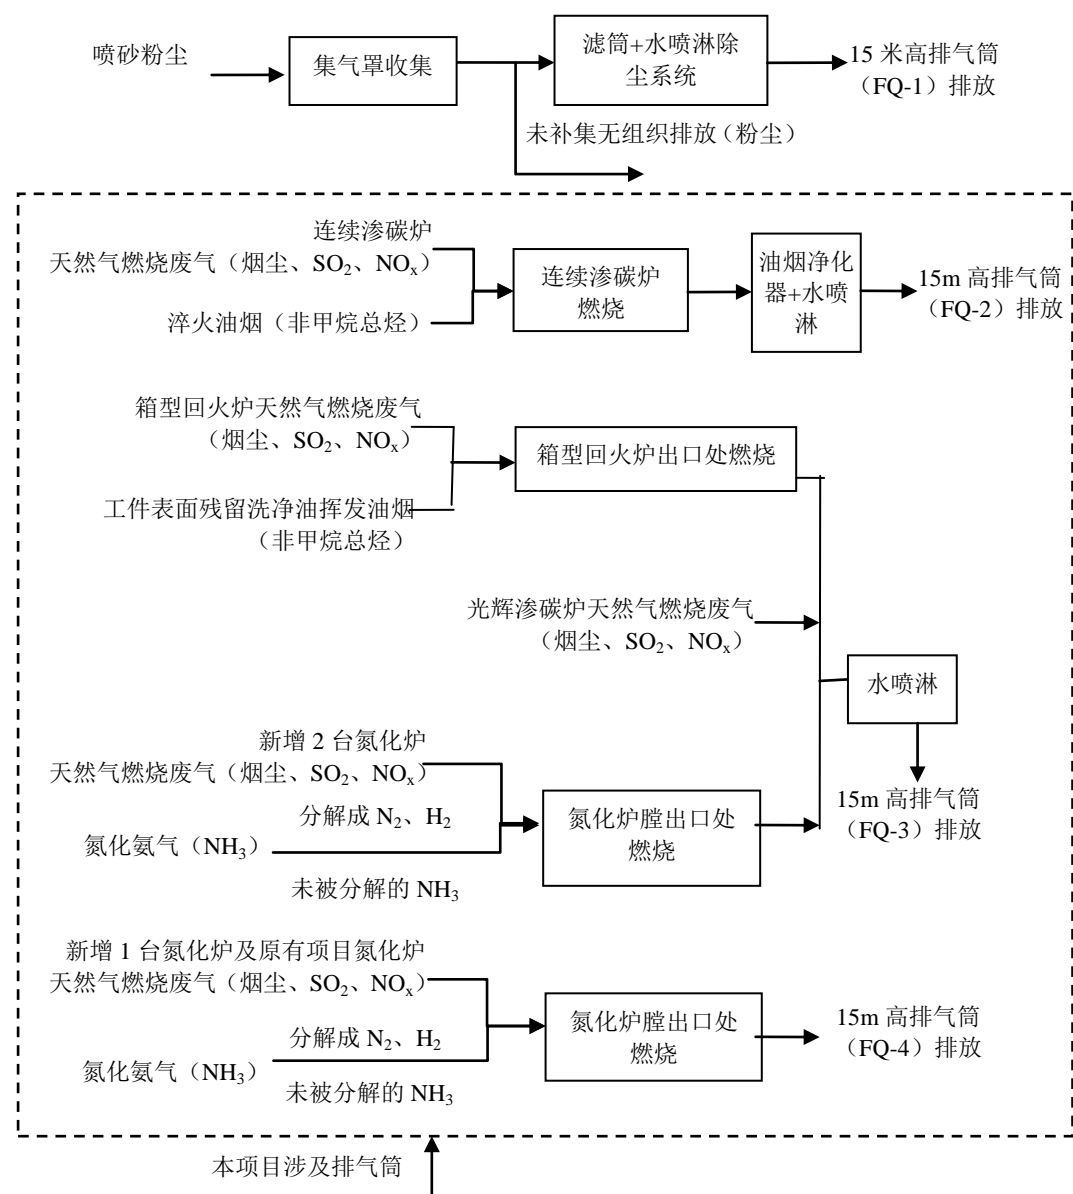 喷砂粉尘
集气罩收集
滤筒+水喷淋除
尘系统
15 米高排气筒
（FQ-1）排放
未补集无组织排放（粉尘）
连续渗碳炉
天然气燃烧废气（烟尘、SO₂、NOₓ）
淬火油烟（非甲烷总烃）
连续渗碳炉
燃烧
油烟净化
器+水喷
淋
15m 高排气筒
（FQ-2）排放
箱型回火炉天然气燃烧废气
（烟尘、SO₂、NOₓ）
工件表面残留洗净油挥发油烟
（非甲烷总烃）
箱型回火炉出口处燃烧
光辉渗碳炉天然气燃烧废气
（烟尘、SO₂、NOₓ）
水喷淋
新增 2 台氮化炉
天然气燃烧废气（烟尘、SO₂、NOₓ）
分解成 N₂、H₂
氮化氨气（NH₃）
未被分解的 NH₃
氮化炉膛出口处
燃烧
15m 高排气筒
（FQ-3）排放
新增 1 台氮化炉及原有项目氮化炉
天然气燃烧废气（烟尘、SO₂、NOₓ）
分解成 N₂、H₂
氮化氨气（NH₃）
未被分解的 NH₃
氮化炉膛出口处
燃烧
15m 高排气筒
（FQ-4）排放
本项目涉及排气筒